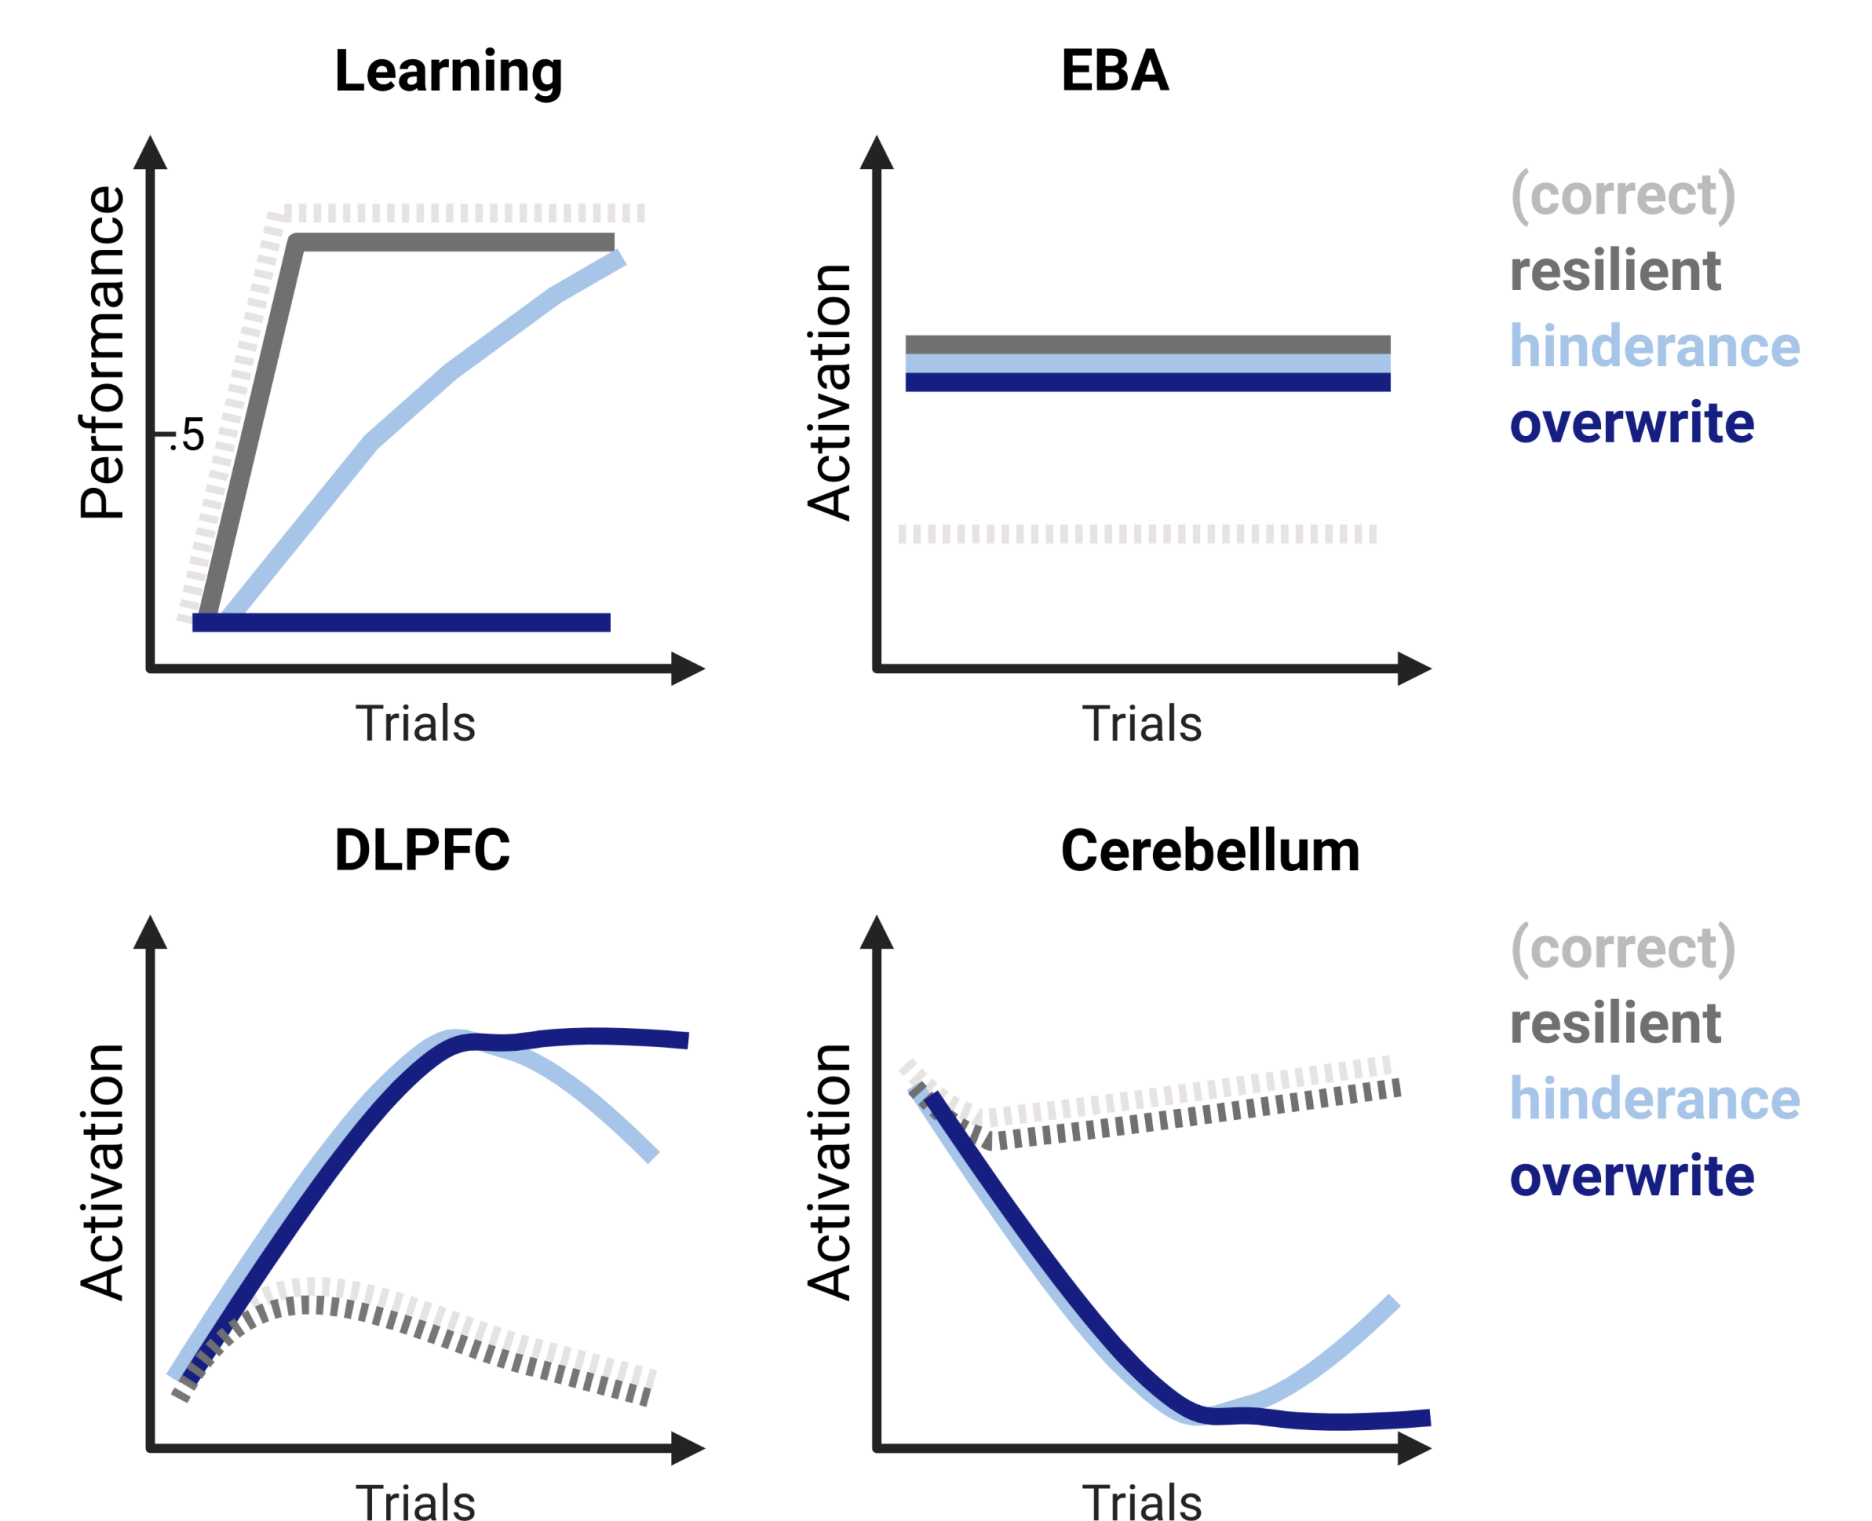 Learning
EBA
Performance
.5
Trials
Activation
Trials
(correct)
resilient
hinderance
overwrite
DLPFC
Cerebellum
Activation
Trials
Activation
Trials
(correct)
resilient
hinderance
overwrite